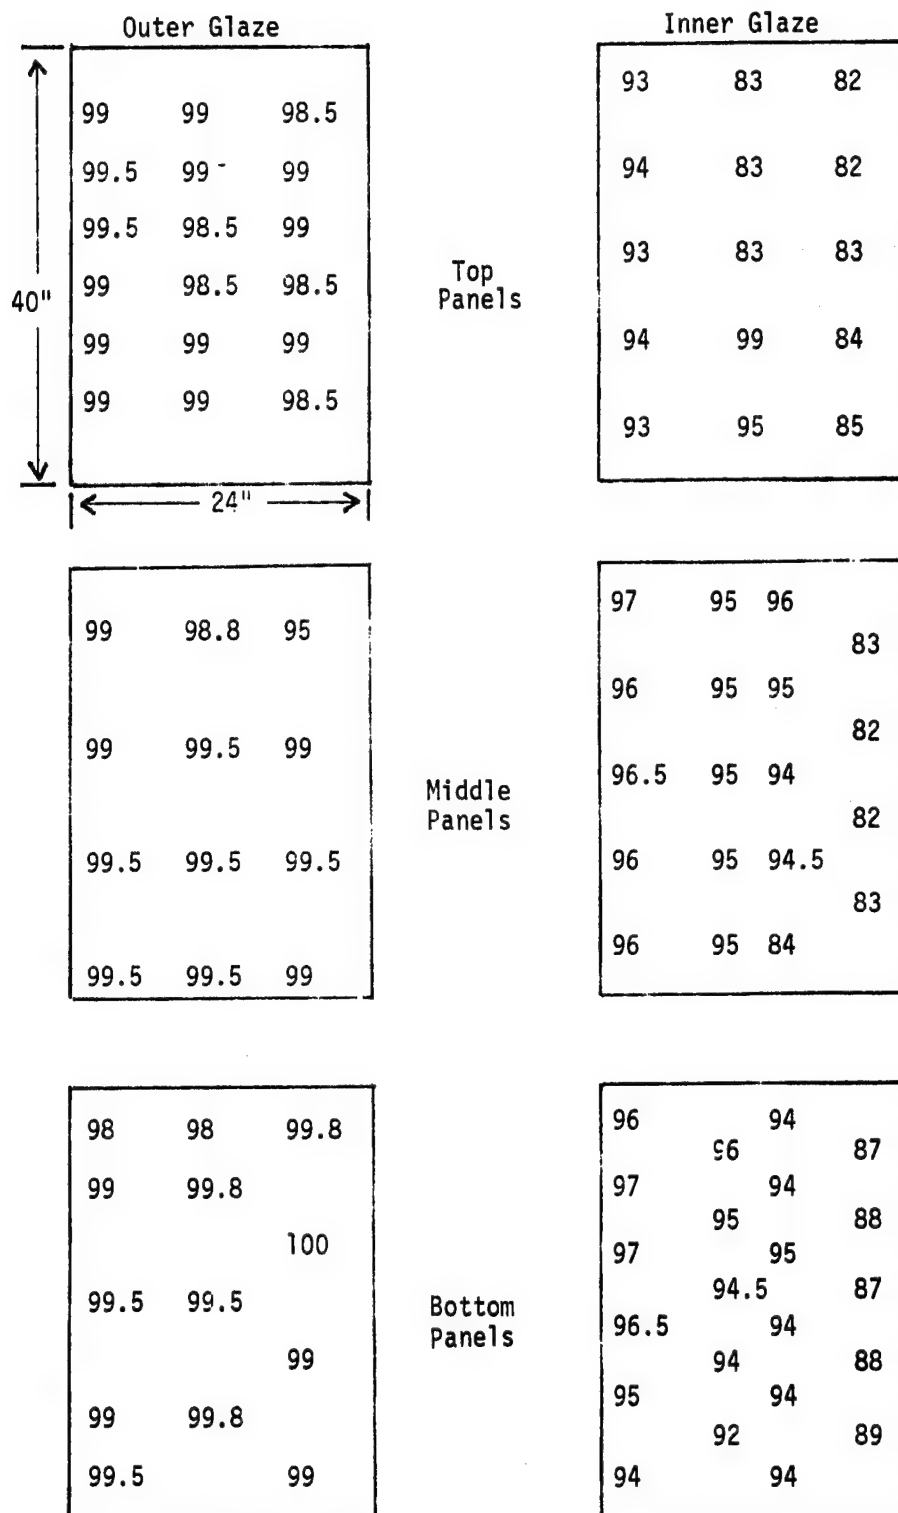 Outer Glaze Inner Glaze
93 83 82
99 99 98.5
99.5 99 99
94 83 82
99.5 98.5 99
93 83 83
Top
Panels
99 98.5 98.5
40"
99 99 99
94 99 84
99 99 98.5
93 95 85
24"
97 95 96
99 98.8 95
83
96 95 95
99 99.5 99
82
96.5 95 94
Middle
Panels
82
99.5 99.5 99.5
96 95 94.5
83
96 95 84
99.5 99.5 99
98 98 99.8
96 94
96 87
99 99.8
97 94
95 88
100
97 95
94.5 87
99.5 99.5
Bottom
Panels
96.5 94
99
94 88
95 94
99 99.8
92 89
99.5 99
94 94